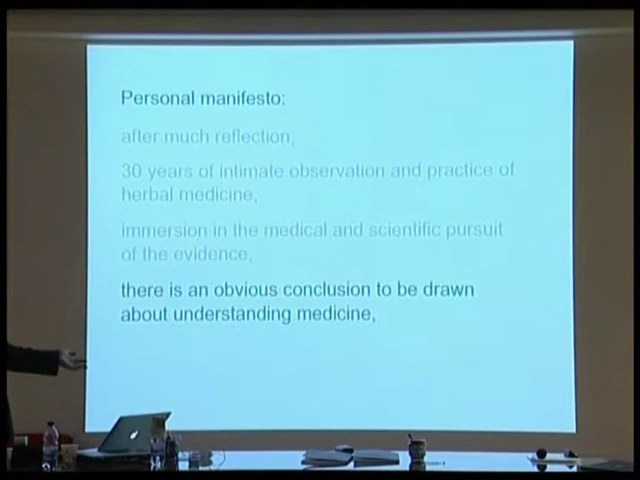 Personal manifesto:
after much reflection,
30 years of intimate observation and practice of
herbal medicine,
immersion in the medical and scientific pursuit
of the evidence,
there is an obvious conclusion to be drawn
about understanding medicine,